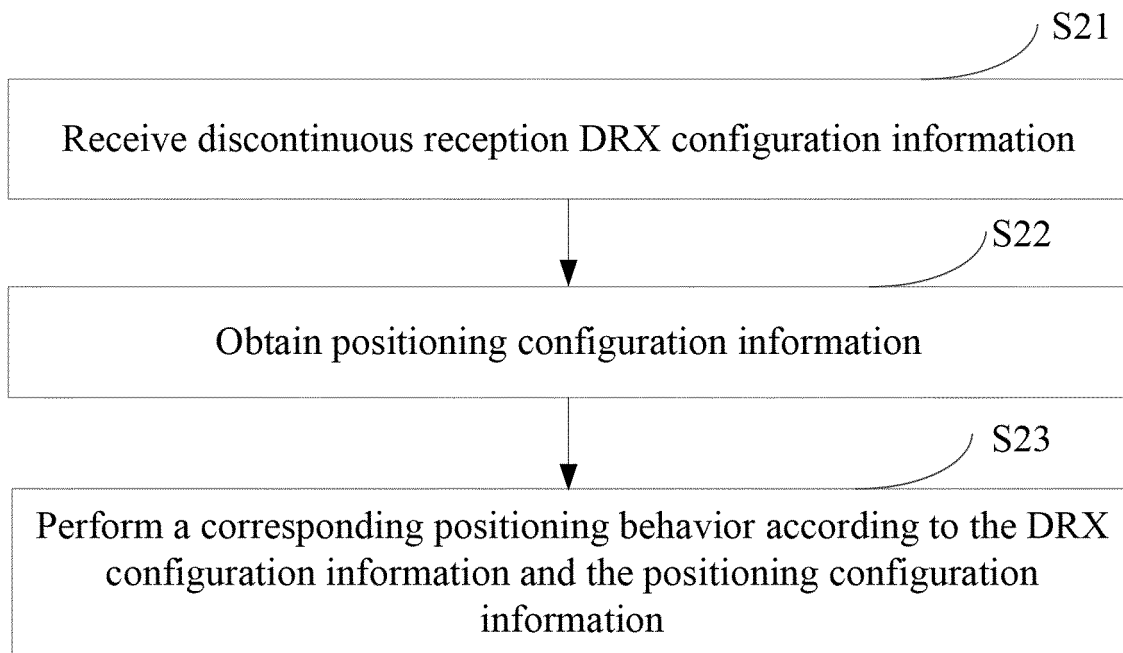 S21
Receive discontinuous reception DRX configuration information
S22
Obtain positioning configuration information
S23
Perform a corresponding positioning behavior according to the DRX
configuration information and the positioning configuration
information